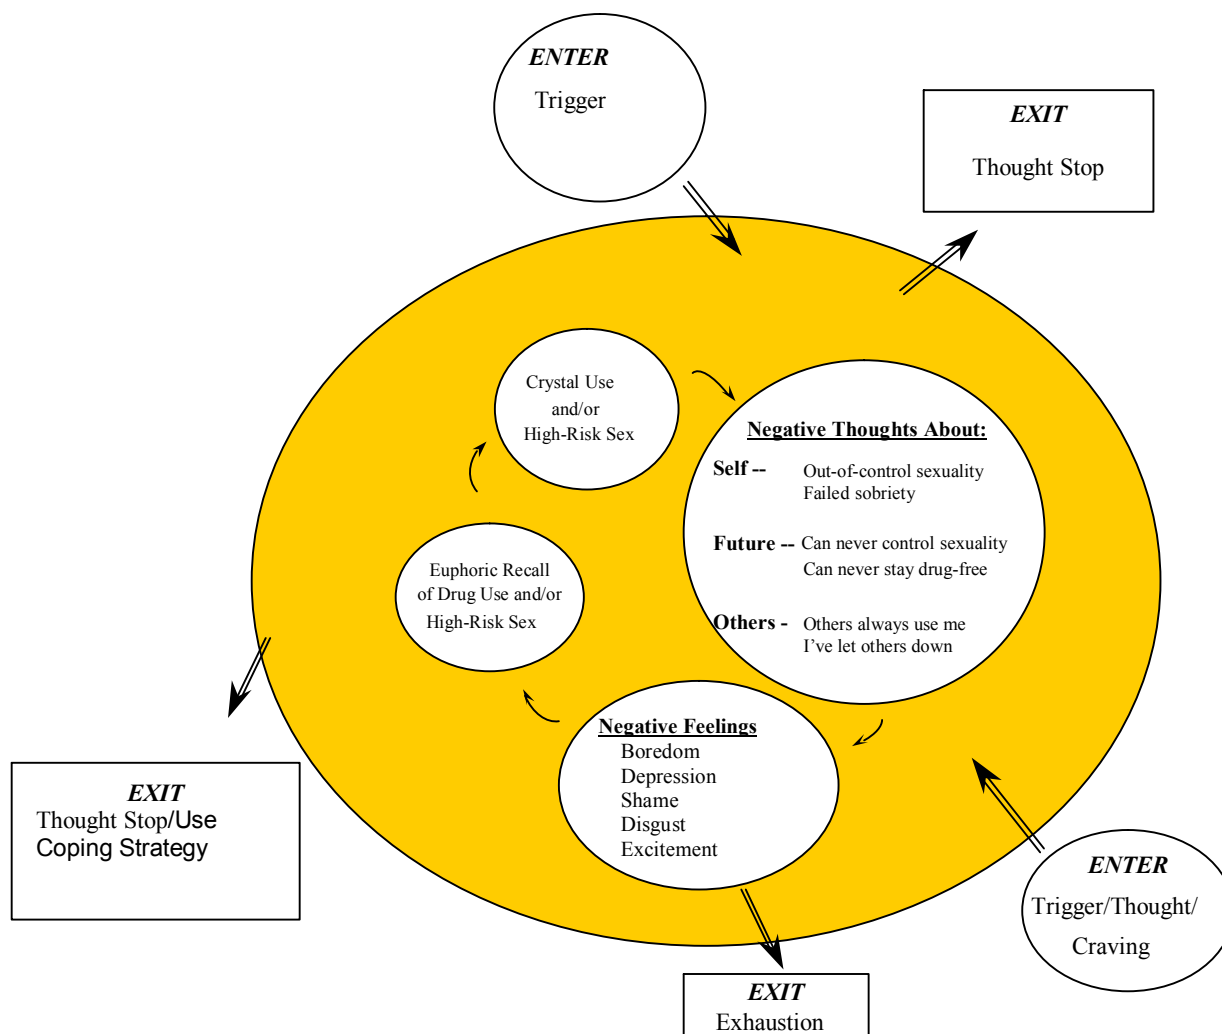 ENTER
Trigger
EXIT
Thought Stop
Crystal Use
and/or
High-Risk Sex
Negative Thoughts About:
Self -- Out-of-control sexuality
Failed sobriety
Future -- Can never control sexuality
Can never stay drug-free
Others - Others always use me
I’ve let others down
Euphoric Recall
of Drug Use and/or
High-Risk Sex
Negative Feelings
Boredom
Depression
Shame
Disgust
Excitement
EXIT
Thought Stop/Use
Coping Strategy
ENTER
Trigger/Thought/
Craving
EXIT
Exhaustion